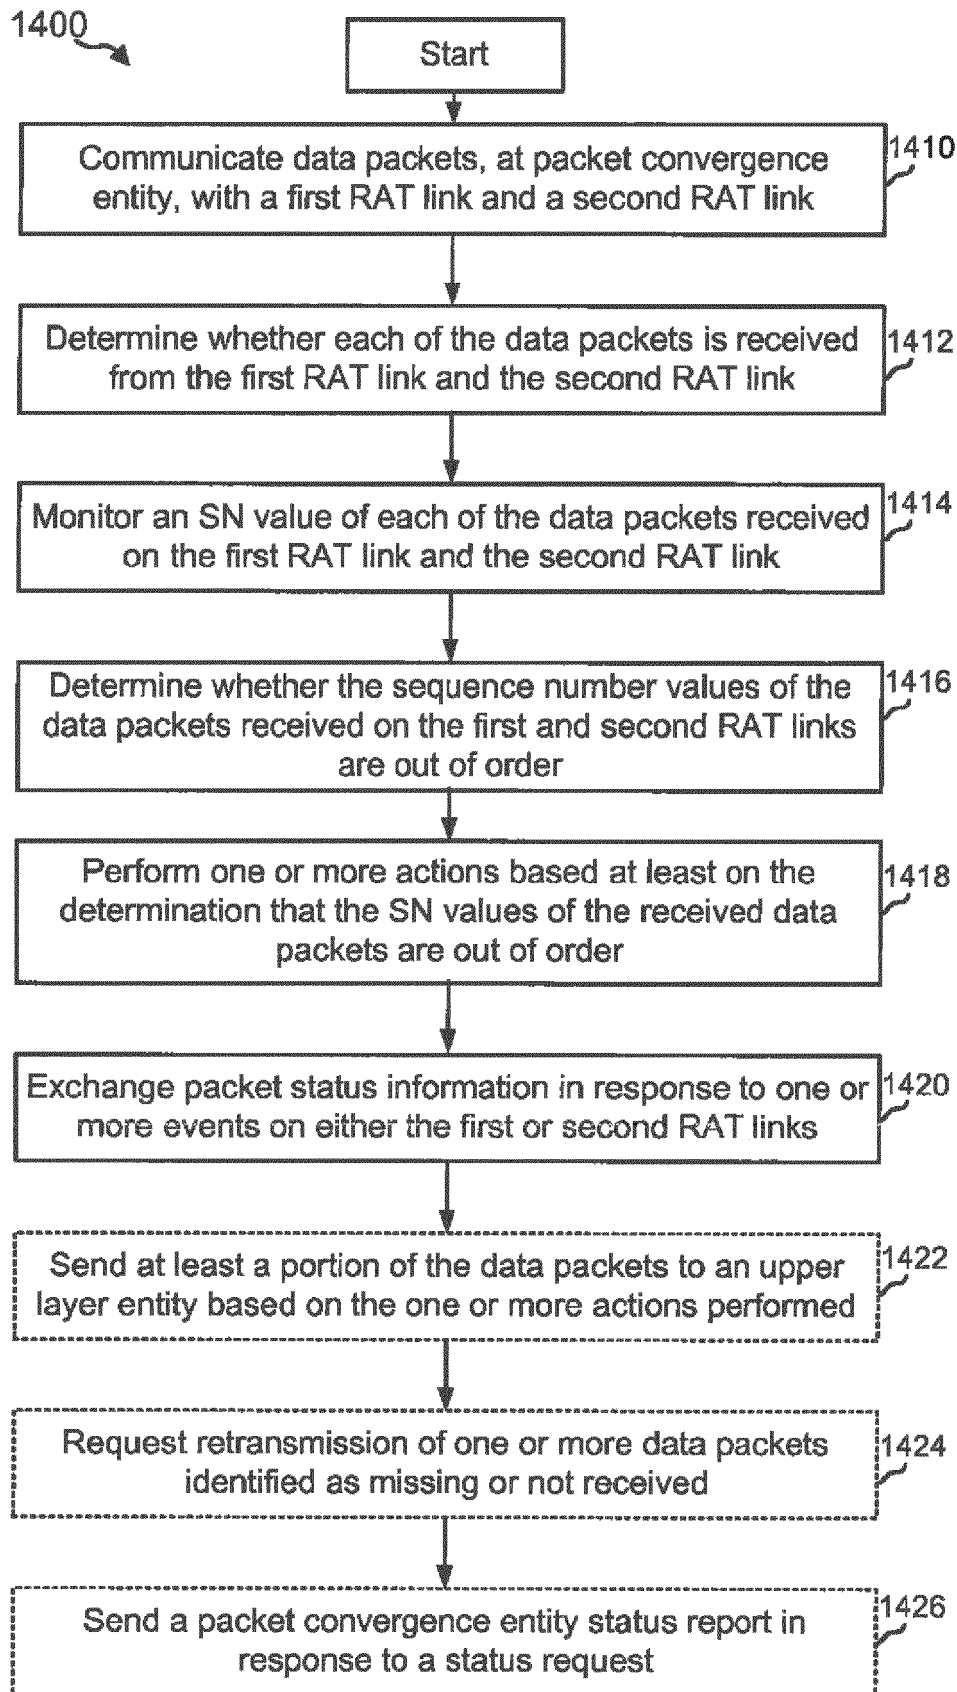 1400
Start
Communicate data packets, at packet convergence
entity, with a first RAT link and a second RAT link
1410
Determine whether each of the data packets is received
from the first RAT link and the second RAT link
1412
Monitor an SN value of each of the data packets received
on the first RAT link and the second RAT link
1414
Determine whether the sequence number values of the
data packets received on the first and second RAT links
are out of order
1416
Perform one or more actions based at least on the
determination that the SN values of the received data
packets are out of order
1418
Exchange packet status information in response to one or
more events on either the first or second RAT links
1420
Send at least a portion of the data packets to an upper
layer entity based on the one or more actions performed
1422
Request retransmission of one or more data packets
identified as missing or not received
1424
Send a packet convergence entity status report in
response to a status request
1426